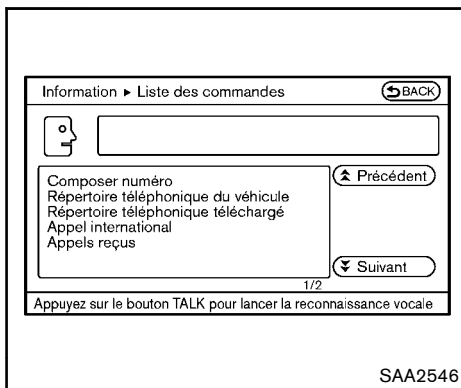 Information ▸ Liste des commandes
BACK
Composer numéro
Répertoire téléphonique du véhicule
Répertoire téléphonique téléchargé
Appel international
Appels reçus
Précédent
Suivant
1/2
Appuyez sur le bouton TALK pour lancer la reconnaissance vocale
SAA2546